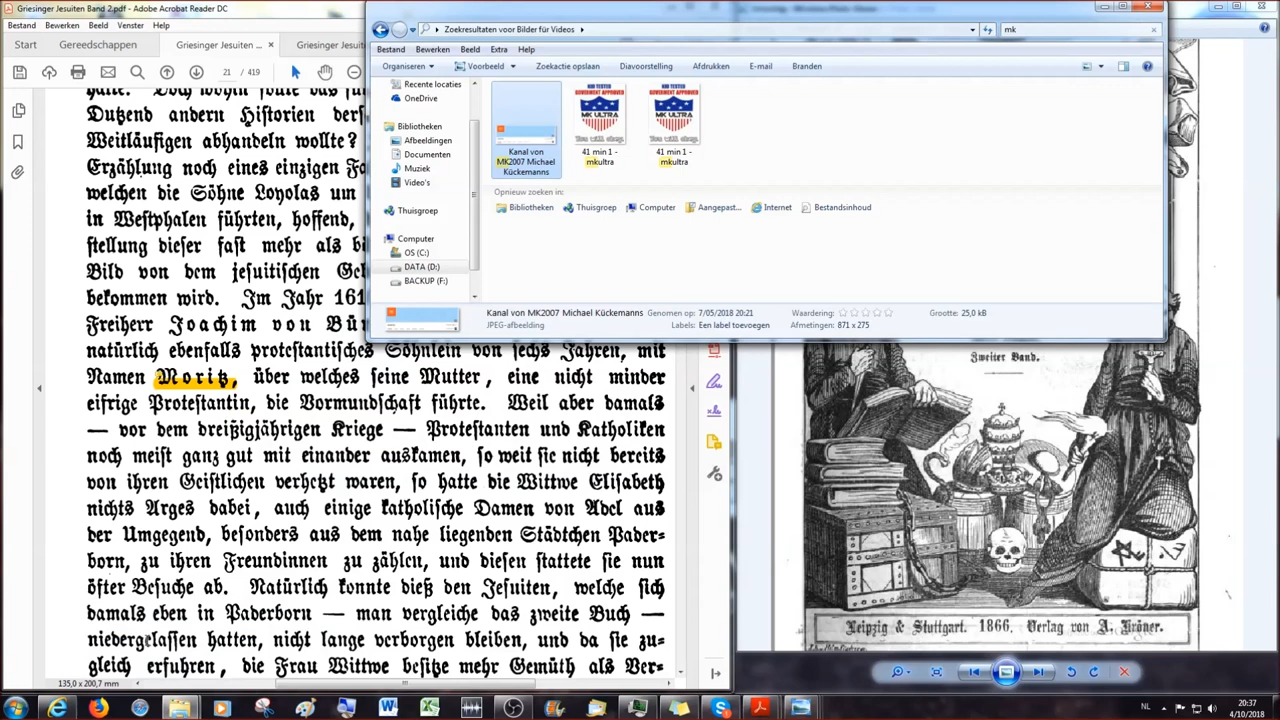 Griesinger Jesuiten Band 2.pdf - Adobe Acrobat Reader DC
Bestand Bewerken Beeld Venster Help
Start Gereedschappen Griesinger Jesuiten ... × Griesinger Jesuiten
21 / 419
Dutzend andern Historien
Weitläufigen abhandeln wollte?
Erzählung noch eines einzigen
welchen die Söhne Loyolas
in Westphalen führten, hoffend,
stellung dieser fast mehr als
Bild von dem jesuitischen
bekommen wird. Im Jahr
Freiherr Joachim von
natürlich ebenfalls protestantisches Söhnlein von sechs Jahren, mit
Namen Moritz, über welches seine Mutter, eine nicht minder
eifrige Protestantin, die Vormundschaft führte. Weil aber damals
— vor dem dreißigjährigen Kriege — Protestanten und Katholiken
noch meist ganz gut mit einander auskamen, so weit sie nicht bereits
von ihren Geistlichen verhetzt waren, so hatte die Wittwe Elisabeth
nichts Arges dabei, auch einige katholische Damen von Adel aus
der Umgegend, besonders aus dem nahe liegenden Städtchen Pader=
born, zu ihren Freundinnen zu zählen, und diesen stattete sie nun
öfter Besuche ab. Natürlich konnte dieß den Jesuiten, welche sich
damals eben in Paderborn — man vergleiche das zweite Buch —
niedergelassen hatten, nicht lange verborgen bleiben, und da sie zu=
gleich erfuhren, die Frau Wittwe besitze mehr Gemüth als Ver=
135,0 x 200,7 mm
Zoekresultaten voor Bilder für Videos
mk
Bestand Bewerken Beeld Extra Help
Organiseren Voorbeeld Zoekactie opslaan Diavoorstelling Afdrukken E-mail Branden
Recente locaties
OneDrive
Bibliotheken
Afbeeldingen
Documenten
Muziek
Video's
Thuisgroep
Computer
OS (C:)
DATA (D:)
BACKUP (F:)
Kanal von
MK2007 Michael
Kückemanns
GOVERNMENT APPROVED
MK ULTRA
You will obey.
41 min 1 -
mkultra
GOVERNMENT APPROVED
MK ULTRA
You will obey.
41 min 1 -
mkultra
Opnieuw zoeken in:
Bibliotheken Thuisgroep Computer Aangepast... Internet Bestandsinhoud
Kanal von MK2007 Michael Kückemanns Genomen op: 7/05/2018 20:21 Waardering: Grootte: 25,0 kB
JPEG-afbeelding Labels: Een label toevoegen Afmetingen: 871 x 275
Zweiter Band.
Leipzig & Stuttgart. 1866, Verlag von A. Kröner.
NL 20:37
4/10/2018